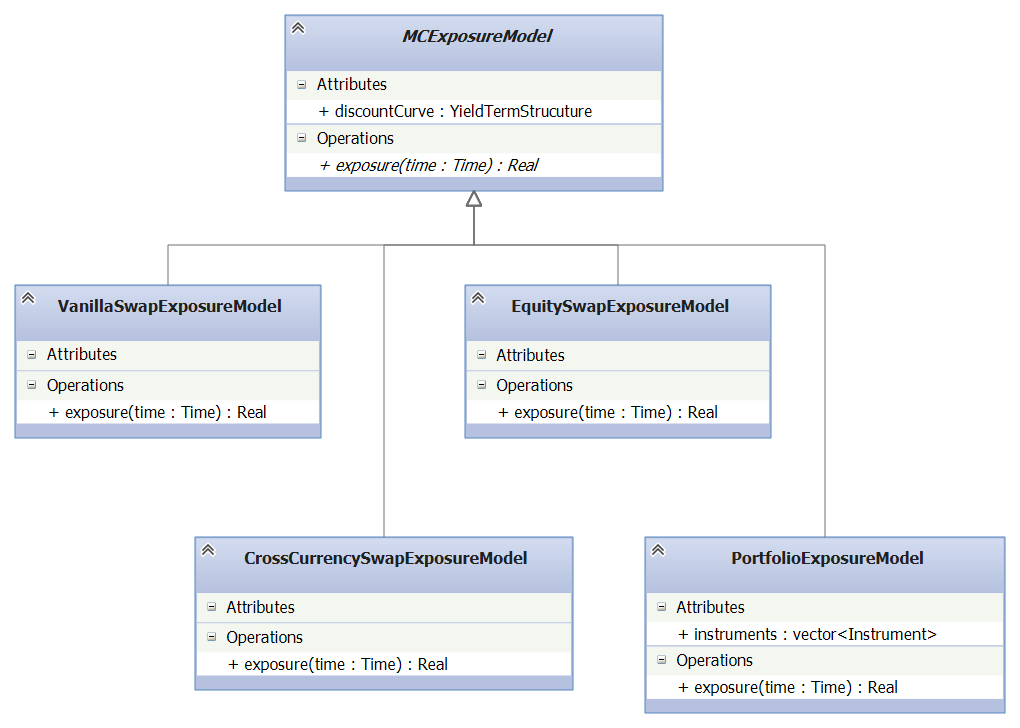 MCExposureModel
Attributes
+ discountCurve : YieldTermStrucuture
Operations
+ exposure(time : Time) : Real
VanillaSwapExposureModel
Attributes
Operations
+ exposure(time : Time) : Real
EquitySwapExposureModel
Attributes
Operations
+ exposure(time : Time) : Real
CrossCurrencySwapExposureModel
Attributes
Operations
+ exposure(time : Time) : Real
PortfolioExposureModel
Attributes
+ instruments : vector<Instrument>
Operations
+ exposure(time : Time) : Real